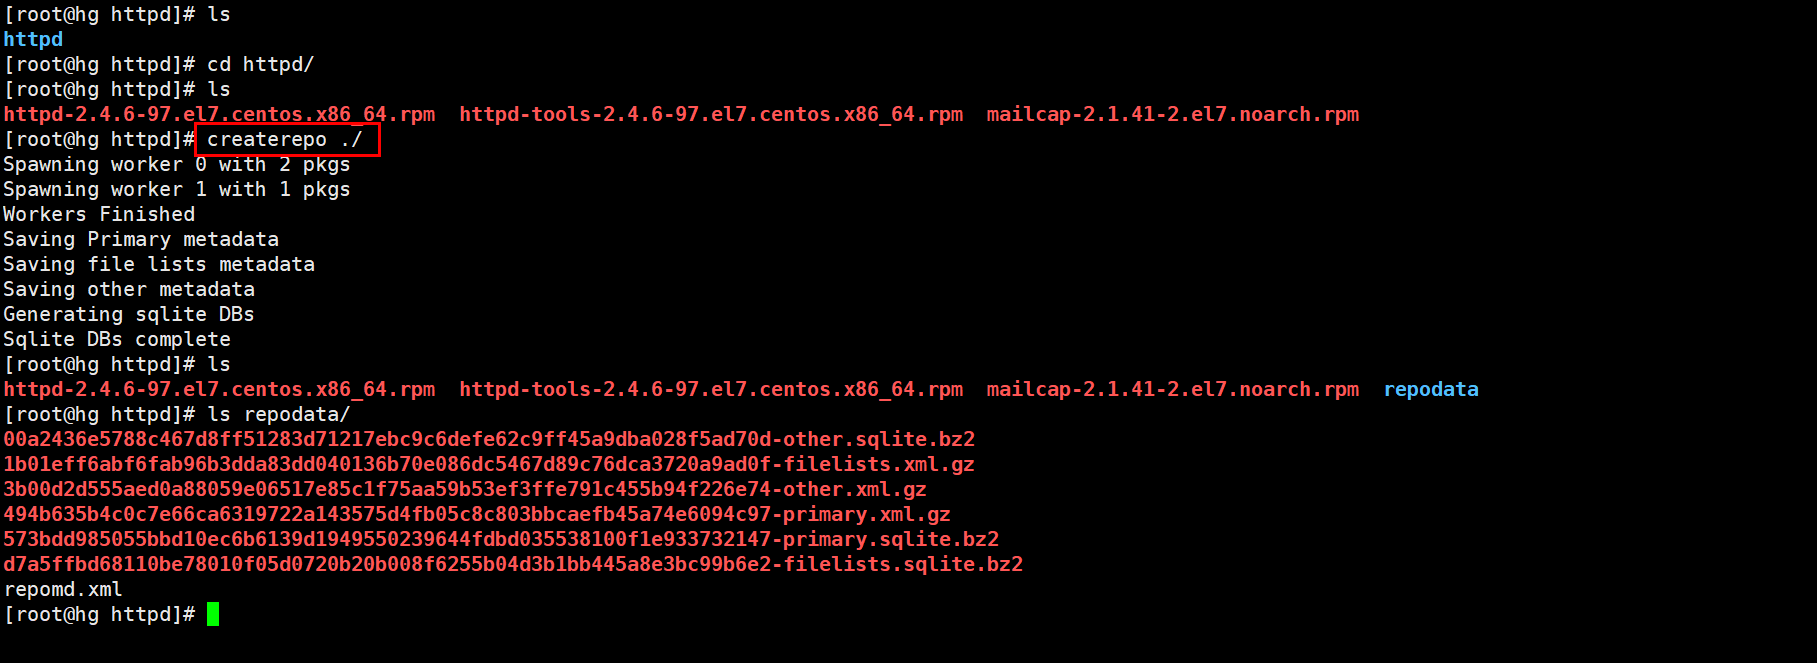 [root@hg httpd]# ls
httpd
[root@hg httpd]# cd httpd/
[root@hg httpd]# ls
httpd-2.4.6-97.el7.centos.x86_64.rpm  httpd-tools-2.4.6-97.el7.centos.x86_64.rpm  mailcap-2.1.41-2.el7.noarch.rpm
[root@hg httpd]# createrepo ./
Spawning worker 0 with 2 pkgs
Spawning worker 1 with 1 pkgs
Workers Finished
Saving Primary metadata
Saving file lists metadata
Saving other metadata
Generating sqlite DBs
Sqlite DBs complete
[root@hg httpd]# ls
httpd-2.4.6-97.el7.centos.x86_64.rpm  httpd-tools-2.4.6-97.el7.centos.x86_64.rpm  mailcap-2.1.41-2.el7.noarch.rpm  repodata
[root@hg httpd]# ls repodata/
00a2436e5788c467d8ff51283d71217ebc9c6defe62c9ff45a9dba028f5ad70d-other.sqlite.bz2
1b01eff6abf6fab96b3dda83dd040136b70e086dc5467d89c76dca3720a9ad0f-filelists.xml.gz
3b00d2d555aed0a88059e06517e85c1f75aa59b53ef3ffe791c455b94f226e74-other.xml.gz
494b635b4c0c7e66ca6319722a143575d4fb05c8c803bbcaefb45a74e6094c97-primary.xml.gz
573bdd985055bbd10ec6b6139d1949550239644fdbd035538100f1e933732147-primary.sqlite.bz2
d7a5ffbd68110be78010f05d0720b20b008f6255b04d3b1bb445a8e3bc99b6e2-filelists.sqlite.bz2
repomd.xml
[root@hg httpd]#